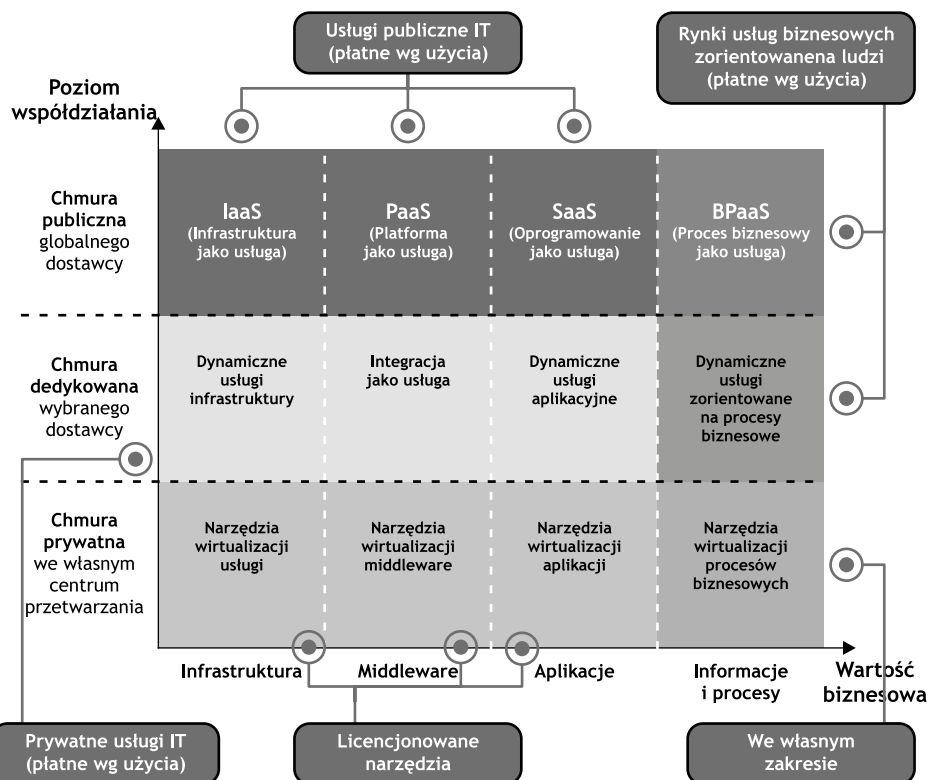 Usługi publiczne IT
(płatne wg użycia)
Rynki usług biznesowych
zorientowanena ludzi
(płatne wg użycia)
Poziom
współdziałania
Chmura
publiczna
globalnego
dostawcy
IaaS
(Infrastruktura
jako usługa)
PaaS
(Platforma
jako usługa)
SaaS
(Oprogramowanie
jako usługa)
BPaaS
(Proces biznesowy
jako usługa)
Chmura
dedykowana
wybranego
dostawcy
Dynamiczne
usługi
infrastruktury
Integracja
jako usługa
Dynamiczne
usługi
aplikacyjne
Dynamiczne
usługi
zorientowane
na procesy
biznesowe
Chmura
prywatna
we własnym
centrum
przetwarzania
Narzędzia
wirtualizacji
usługi
Narzędzia
wirtualizacji
middleware
Narzędzia
wirtualizacji
aplikacji
Narzędzia
wirtualizacji
procesów
biznesowych
Infrastruktura
Middleware
Aplikacje
Informacje
i procesy
Wartość
biznesowa
Prywatne usługi IT
(płatne wg użycia)
Licencjonowane
narzędzia
We własnym
zakresie